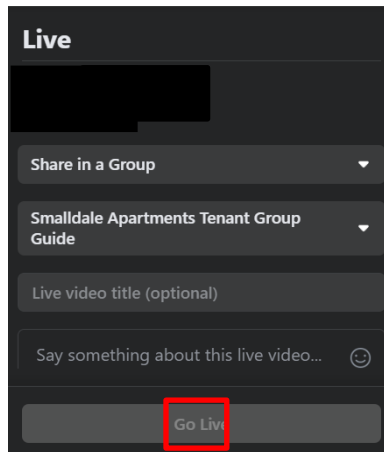 Live
Share in a Group
Smalldale Apartments Tenant Group
Guide
Live video title (optional)
Say something about this live video...
Go Live